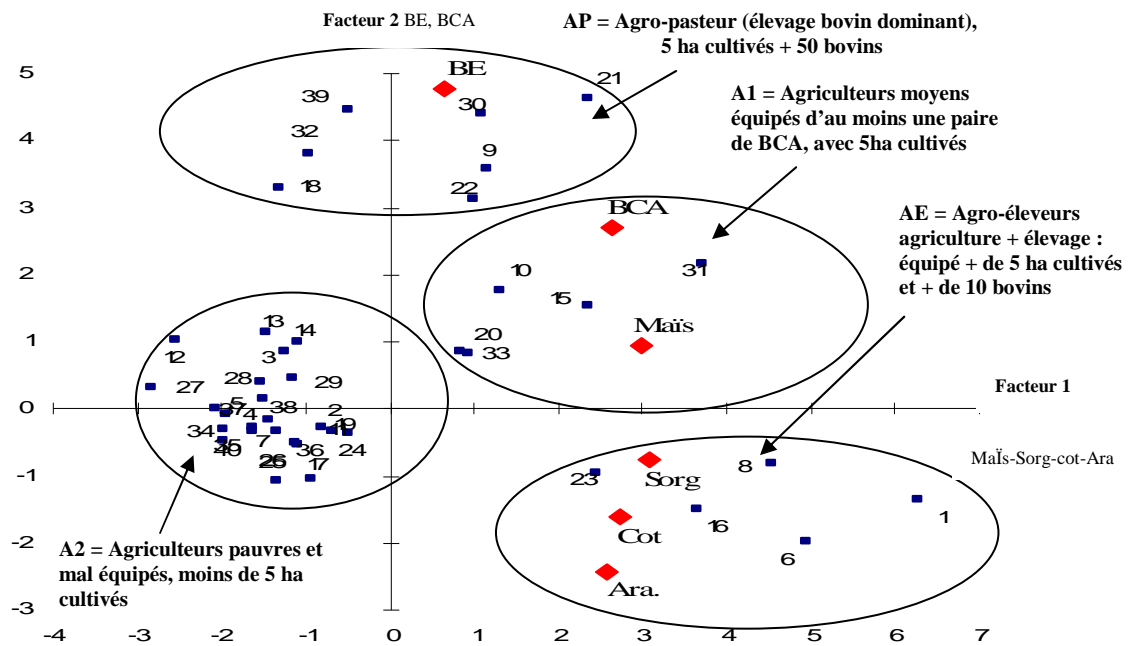 Facteur 2 BE, BCA
AP = Agro-pasteur (élevage bovin dominant),
5 ha cultivés + 50 bovins
A1 = Agriculteurs moyens
équipés d'au moins une paire
de BCA, avec 5ha cultivés
AE = Agro-éleveurs
agriculture + élevage :
équipé + de 5 ha cultivés
et + de 10 bovins
Facteur 1
MaÏs-Sorg-cot-Ara
A2 = Agriculteurs pauvres et
mal équipés, moins de 5 ha
cultivés
5
4
3
2
1
0
-1
-2
-3
-4
-3
-2
-1
0
1
2
3
4
5
6
7
BE
21
39
30
32
9
18
22
BCA
10
31
15
Maïs
20
33
13
14
12
3
27
28
29
5
37
38
4
2
19
34
7
36
24
17
8
23
Sorg
16
1
Cot
6
Ara.